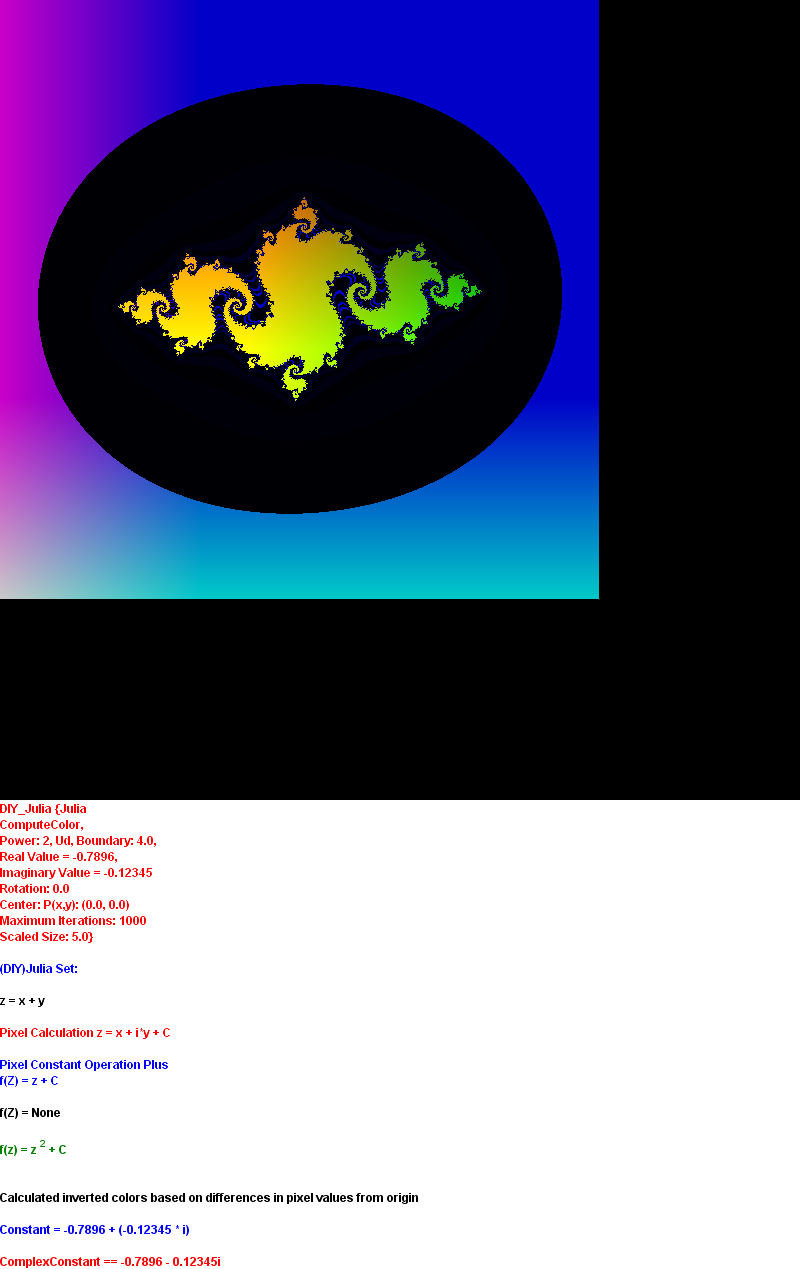 DIY_Julia {Julia
ComputeColor,
Power: 2, Ud, Boundary: 4.0,
Real Value = -0.7896,
Imaginary Value = -0.12345
Rotation: 0.0
Center: P(x,y): (0.0, 0.0)
Maximum Iterations: 1000
Scaled Size: 5.0}
(DIY)Julia Set:
z = x + y
Pixel Calculation z = x + i*y + C
Pixel Constant Operation Plus
f(Z) = z + C
f(Z) = None
f(z) = z 2 + C
Calculated inverted colors based on differences in pixel values from origin
Constant = -0.7896 + (-0.12345 * i)
ComplexConstant == -0.7896 - 0.12345i